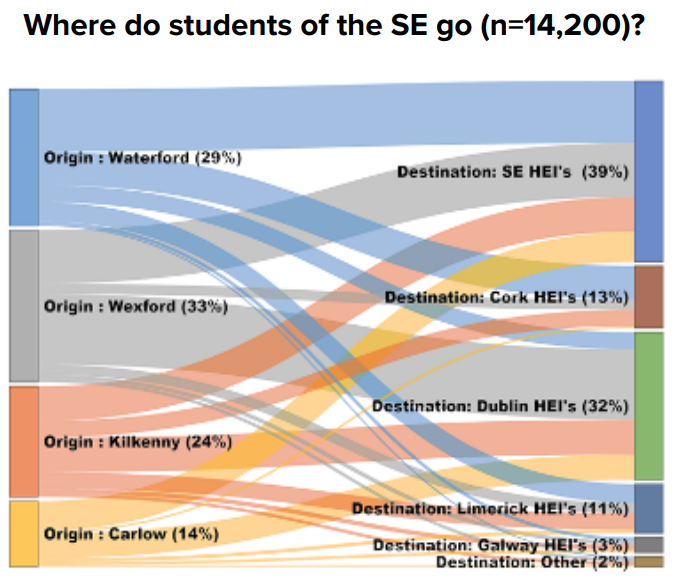 Where do students of the SE go (n=14,200)?
Origin : Waterford (29%)
Destination: SE HEI's (39%)
Destination: Cork HEI's (13%)
Origin : Wexford (33%)
Destination: Dublin HEI's (32%)
Origin : Kilkenny (24%)
Destination: Limerick HEI's (11%)
Origin : Carlow (14%)
Destination: Galway HEI's (3%)
Destination: Other (2%)